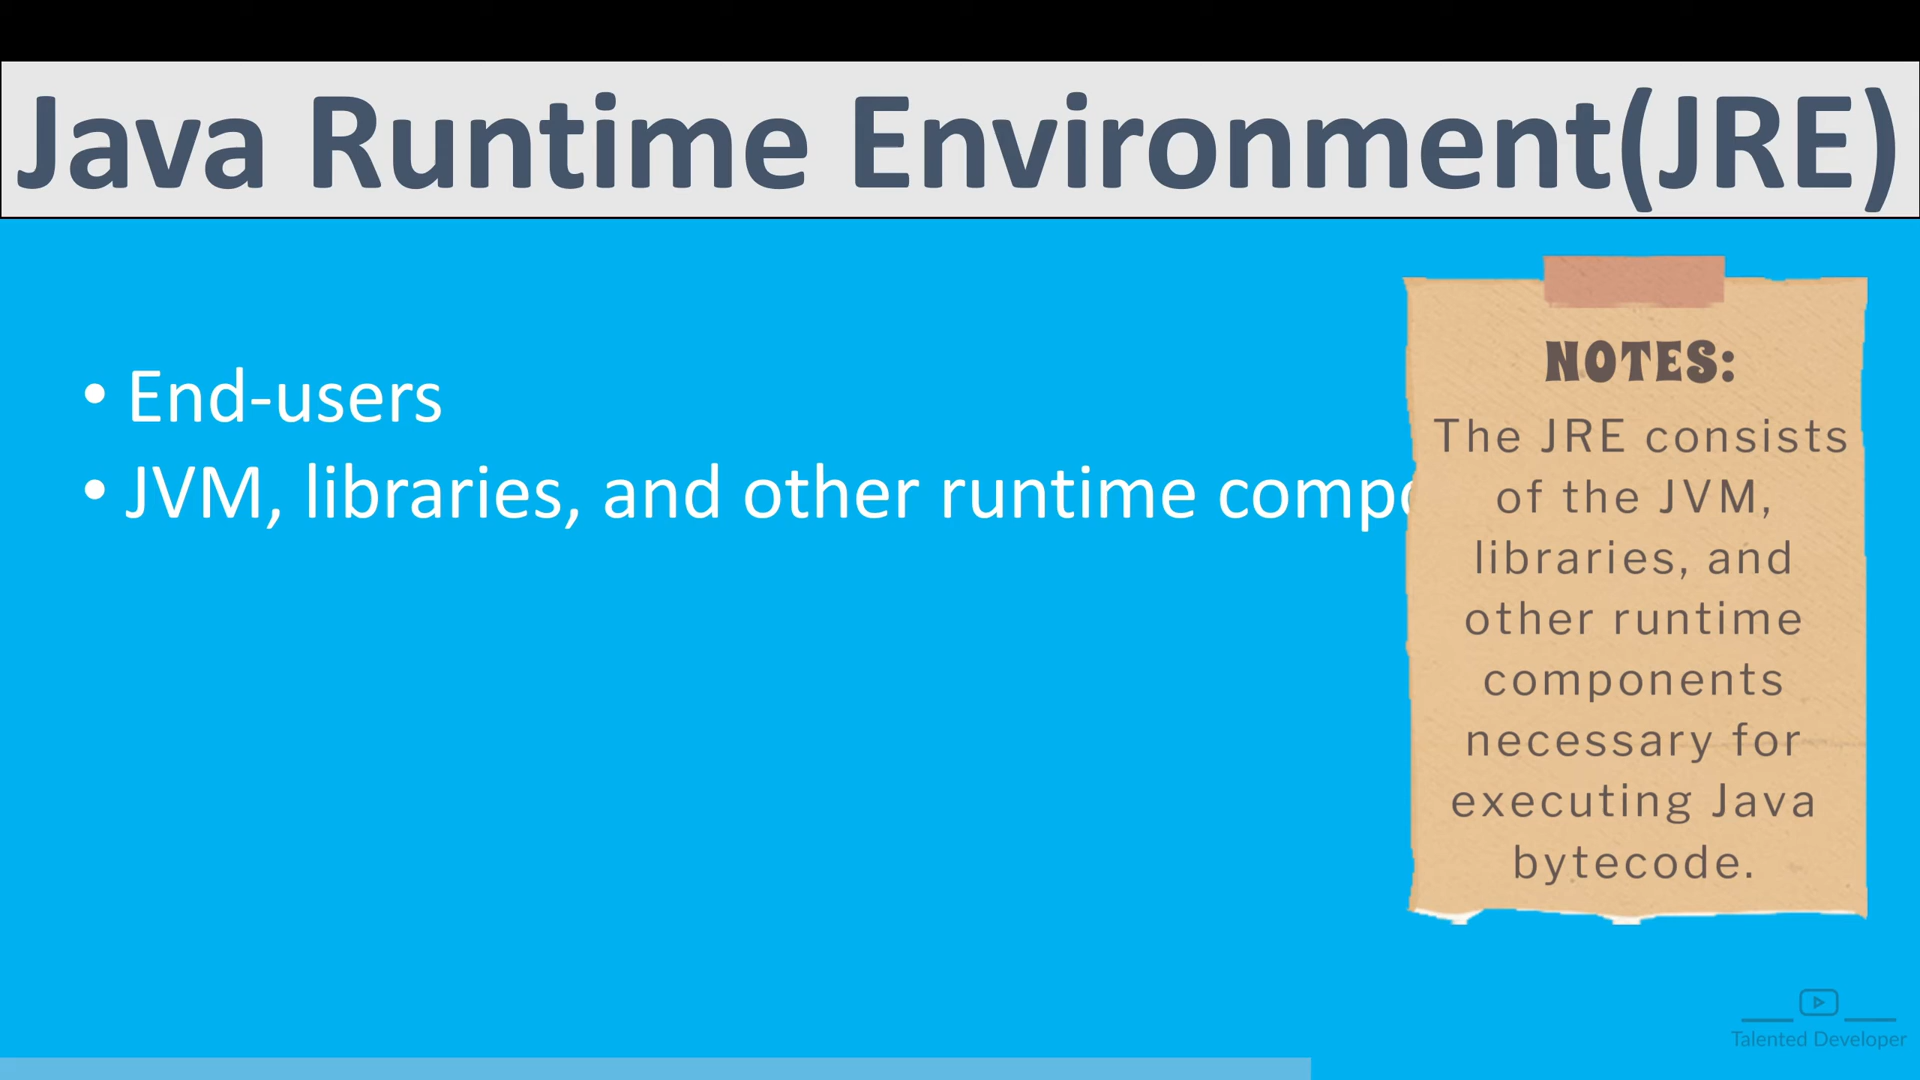 Java Runtime Environment(JRE)
• End-users
• JVM, libraries, and other runtime
NOTES:
The JRE consists
of the JVM,
libraries, and
other runtime
components
necessary for
executing Java
bytecode.
Talented Developer